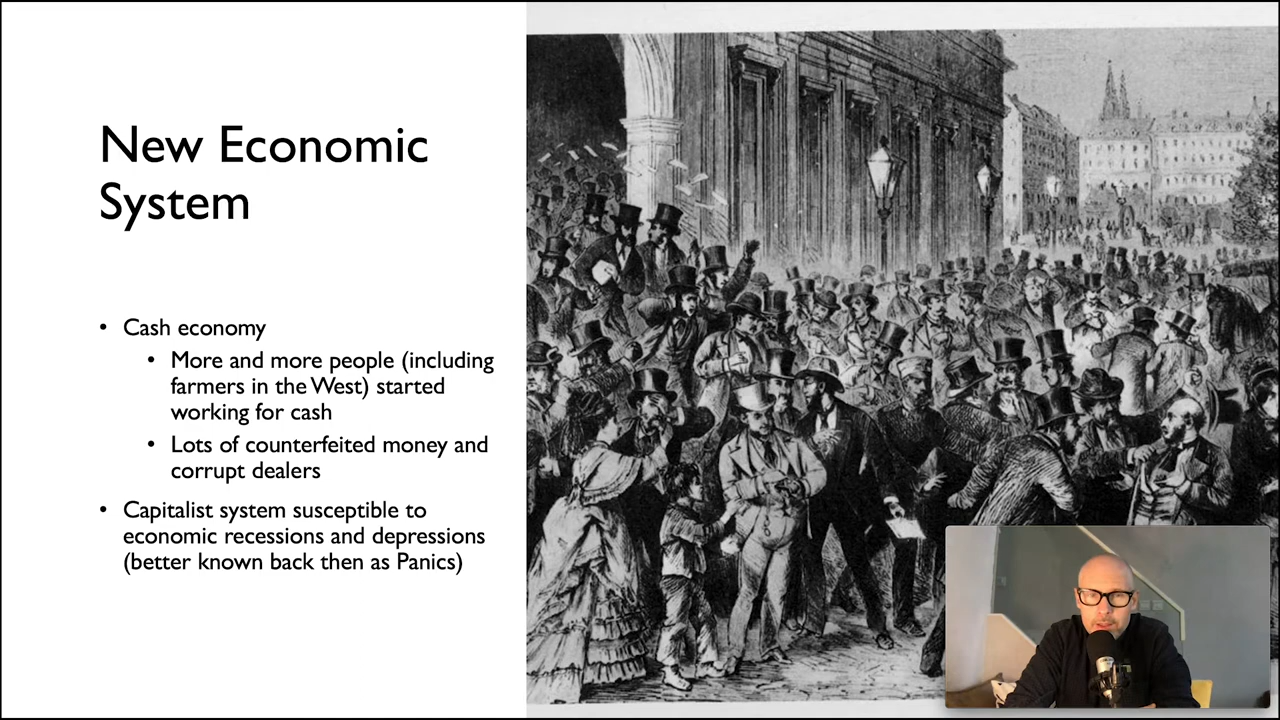 New Economic
System
• Cash economy
• More and more people (including
farmers in the West) started
working for cash
• Lots of counterfeited money and
corrupt dealers
• Capitalist system susceptible to
economic recessions and depressions
(better known back then as Panics)